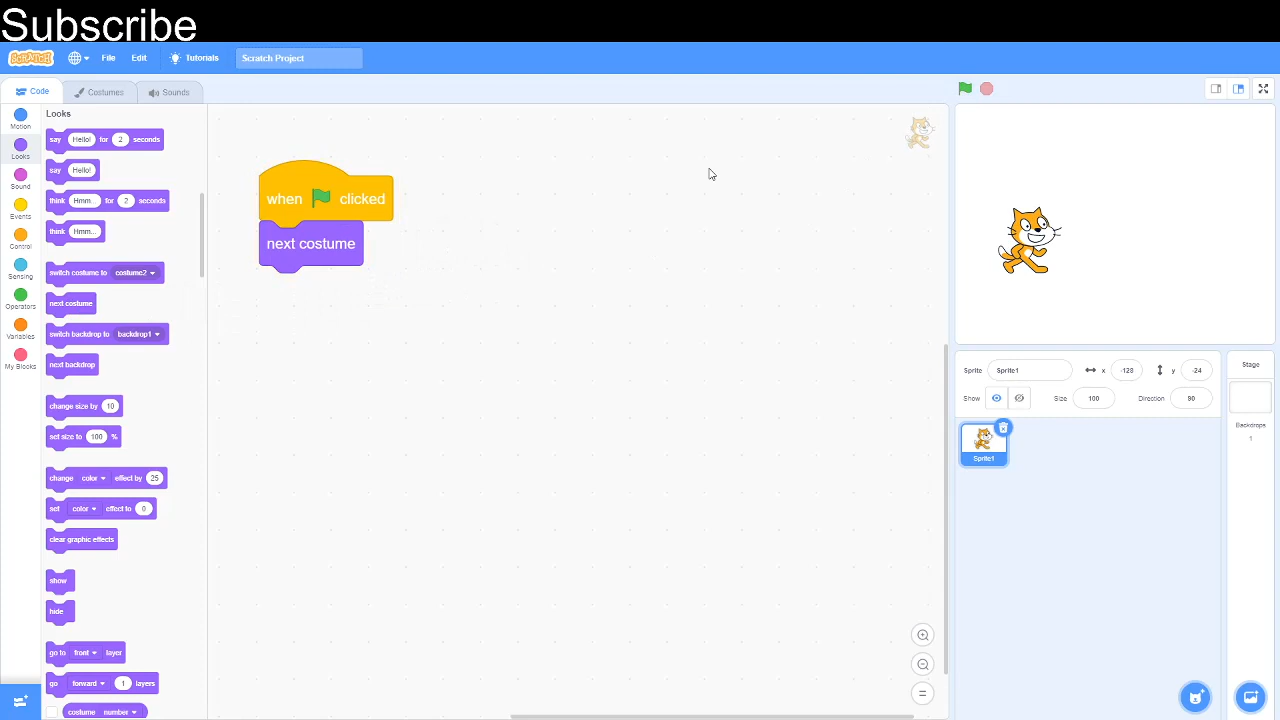 Subscribe
SCRATCH File Edit Tutorials Scratch Project
Code Costumes Sounds
Motion
Looks
Sound
Events
Control
Sensing
Operators
Variables
My Blocks
Looks
say Hello! for 2 seconds
say Hello!
think Hmm... for 2 seconds
think Hmm...
switch costume to costume2
next costume
switch backdrop to backdrop1
next backdrop
change size by 10
set size to 100 %
change color effect by 25
set color effect to 0
clear graphic effects
show
hide
go to front layer
go forward 1 layers
costume number
when clicked
next costume
Sprite Sprite1 x -128 y -24
Show Size 100 Direction 90
Sprite1
Stage
Backdrops
1